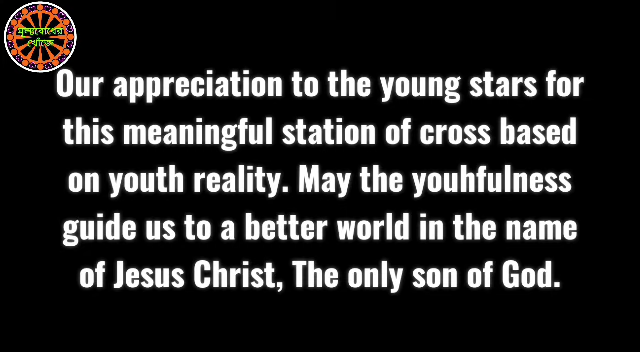 মূল্যবোধের
খোঁজে
Our appreciation to the young stars for
this meaningful station of cross based
on youth reality. May the youhfulness
guide us to a better world in the name
of Jesus Christ, The only son of God.